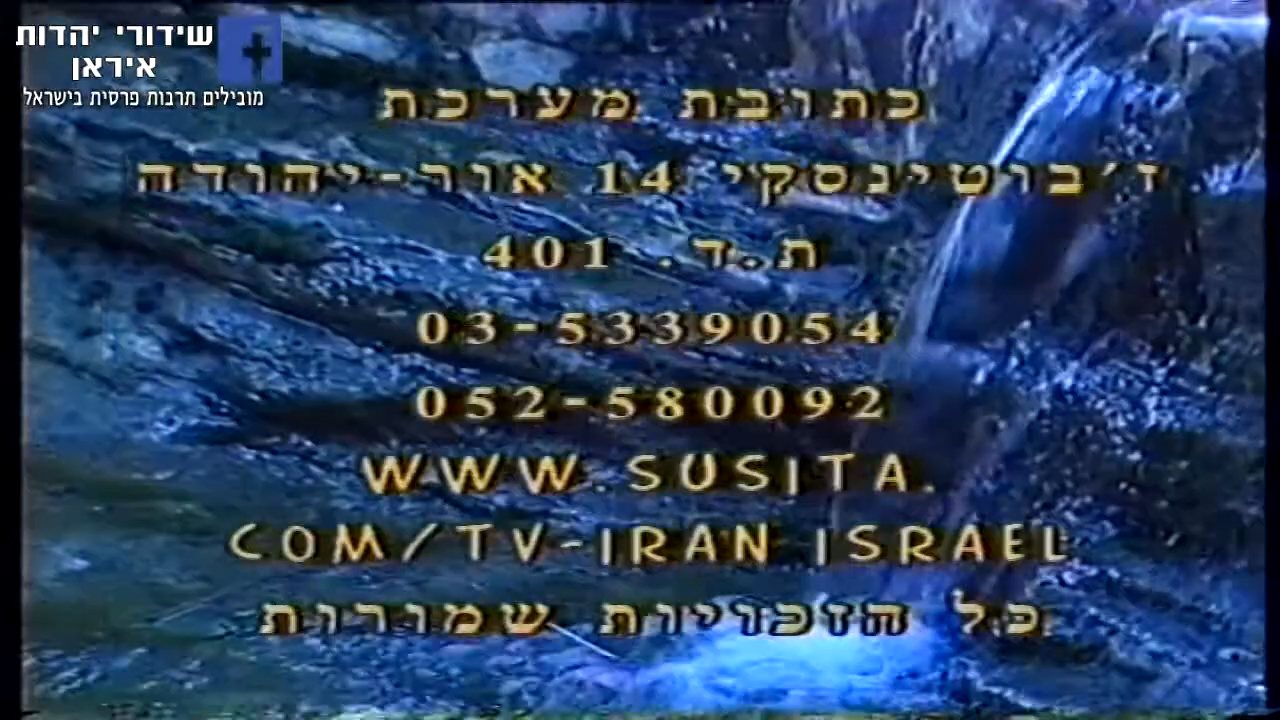 שידורי יהדות
איראן
מובילים תרבות פרסית בישראל
כתובת מערכת
ז'בוטינסקי 14 אור-יהודה
ת.ד. 401
03-5339054
052-580092
WWW.SUSITA.
COM/TV-IRAN ISRAEL
כל הזכויות שמורות